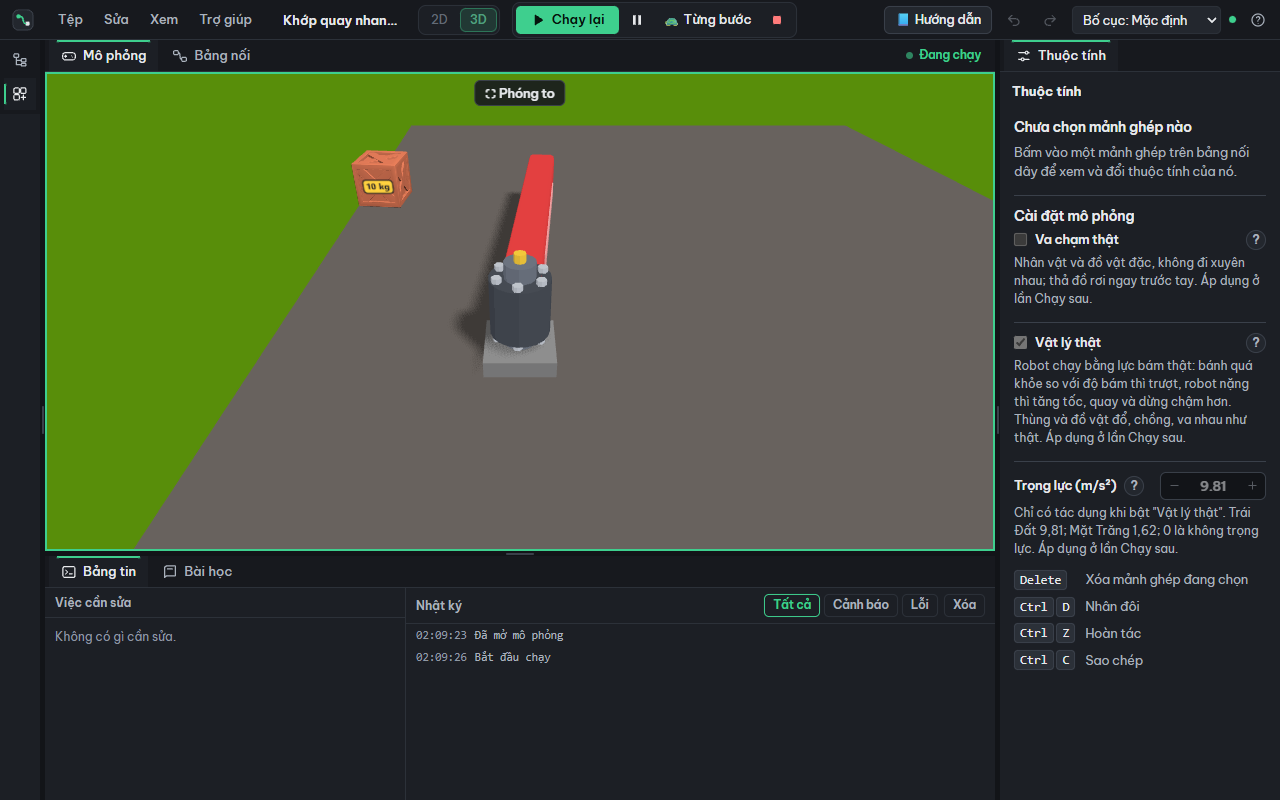 Tệp Sửa Xem Trợ giúp Khớp quay nhan... 2D 3D Chạy lại Từng bước Hướng dẫn Bố cục: Mặc định
Mô phỏng Bảng nối Đang chạy
Phóng to
10 kg
Bảng tin Bài học
Việc cần sửa
Không có gì cần sửa.
Nhật ký Tất cả Cảnh báo Lỗi Xóa
02:09:23 Đã mở mô phỏng
02:09:26 Bắt đầu chạy
Thuộc tính
Thuộc tính
Chưa chọn mảnh ghép nào
Bấm vào một mảnh ghép trên bảng nối
dây để xem và đổi thuộc tính của nó.
Cài đặt mô phỏng
Va chạm thật ?
Nhân vật và đồ vật đặc, không đi xuyên
nhau; thả đồ rơi ngay trước tay. Áp dụng ở
lần Chạy sau.
Vật lý thật ?
Robot chạy bằng lực bám thật: bánh quá
khỏe so với độ bám thì trượt, robot nặng
thì tăng tốc, quay và dừng chậm hơn.
Thùng và đồ vật đổ, chồng, va nhau như
thật. Áp dụng ở lần Chạy sau.
Trọng lực (m/s²) ? − 9.81 +
Chỉ có tác dụng khi bật "Vật lý thật". Trái
Đất 9,81; Mặt Trăng 1,62; 0 là không trọng
lực. Áp dụng ở lần Chạy sau.
Delete Xóa mảnh ghép đang chọn
Ctrl D Nhân đôi
Ctrl Z Hoàn tác
Ctrl C Sao chép